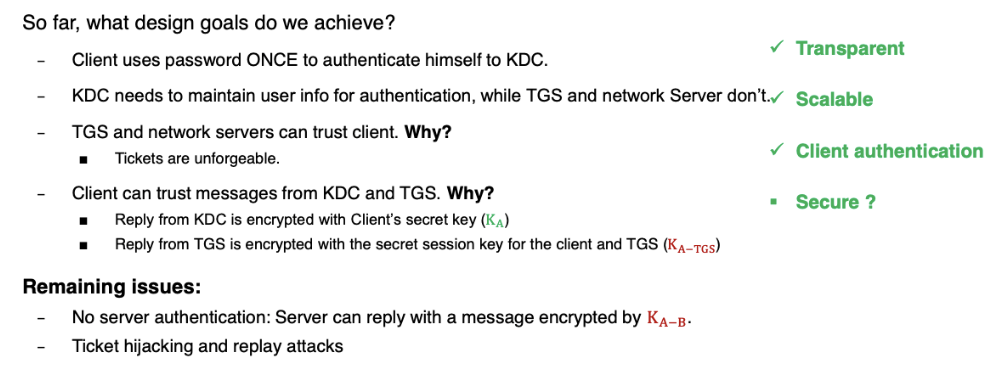 So far, what design goals do we achieve?
– Client uses password ONCE to authenticate himself to KDC.
✓ Transparent
– KDC needs to maintain user info for authentication, while TGS and network Server don't.
✓ Scalable
– TGS and network servers can trust client. Why?
▪ Tickets are unforgeable.
✓ Client authentication
– Client can trust messages from KDC and TGS. Why?
▪ Secure ?
▪ Reply from KDC is encrypted with Client's secret key (K_A)
▪ Reply from TGS is encrypted with the secret session key for the client and TGS (K_A−TGS)
Remaining issues:
– No server authentication: Server can reply with a message encrypted by K_A−B.
– Ticket hijacking and replay attacks